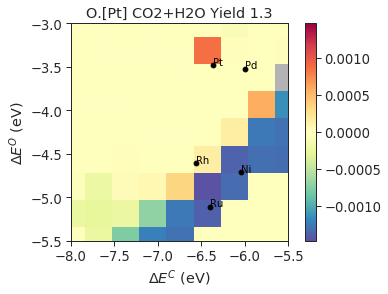 O.[Pt] CO2+H2O Yield 1.3
ΔE^O (eV)
−3.0
−3.5
−4.0
−4.5
−5.0
−5.5
Pt
Pd
Rh
Ni
Ru
−8.0 −7.5 −7.0 −6.5 −6.0 −5.5
ΔE^C (eV)
0.0010
0.0005
0.0000
−0.0005
−0.0010